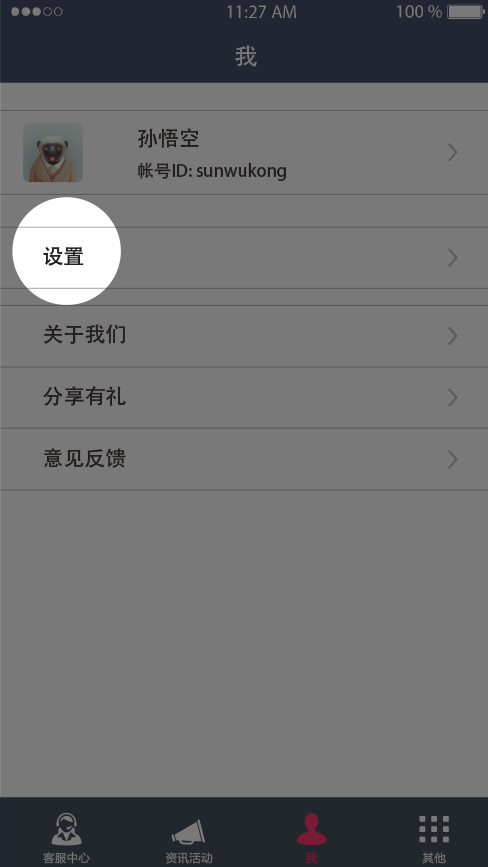 11:27 AM 100 %
我
孙悟空
帐号ID: sunwukong
设置
关于我们
分享有礼
意见反馈
客服中心 资讯活动 我 其他